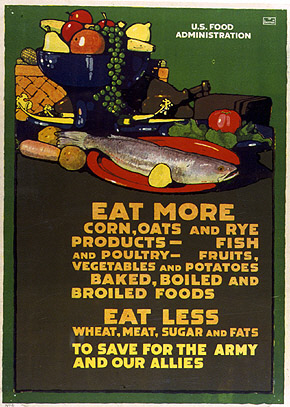 U.S. FOOD
ADMINISTRATION
EAT MORE
CORN, OATS AND RYE
PRODUCTS — FISH
AND POULTRY — FRUITS,
VEGETABLES AND POTATOES
BAKED, BOILED AND
BROILED FOODS
EAT LESS
WHEAT, MEAT, SUGAR AND FATS
TO SAVE FOR THE ARMY
AND OUR ALLIES